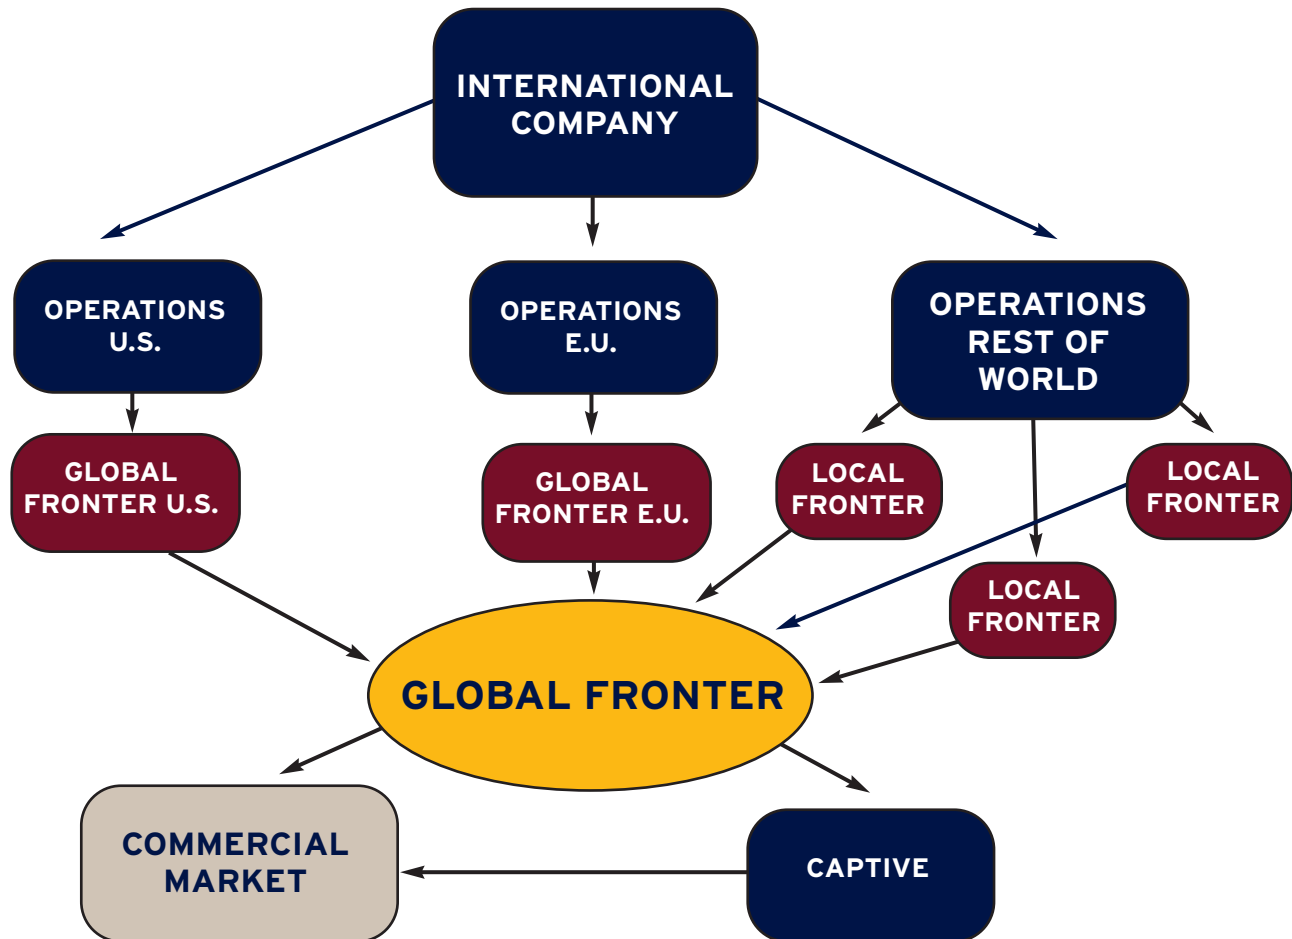 INTERNATIONAL
COMPANY
OPERATIONS
U.S.
OPERATIONS
E.U.
OPERATIONS
REST OF
WORLD
GLOBAL
FRONTER U.S.
GLOBAL
FRONTER E.U.
LOCAL
FRONTER
LOCAL
FRONTER
LOCAL
FRONTER
GLOBAL FRONTER
COMMERCIAL
MARKET
CAPTIVE